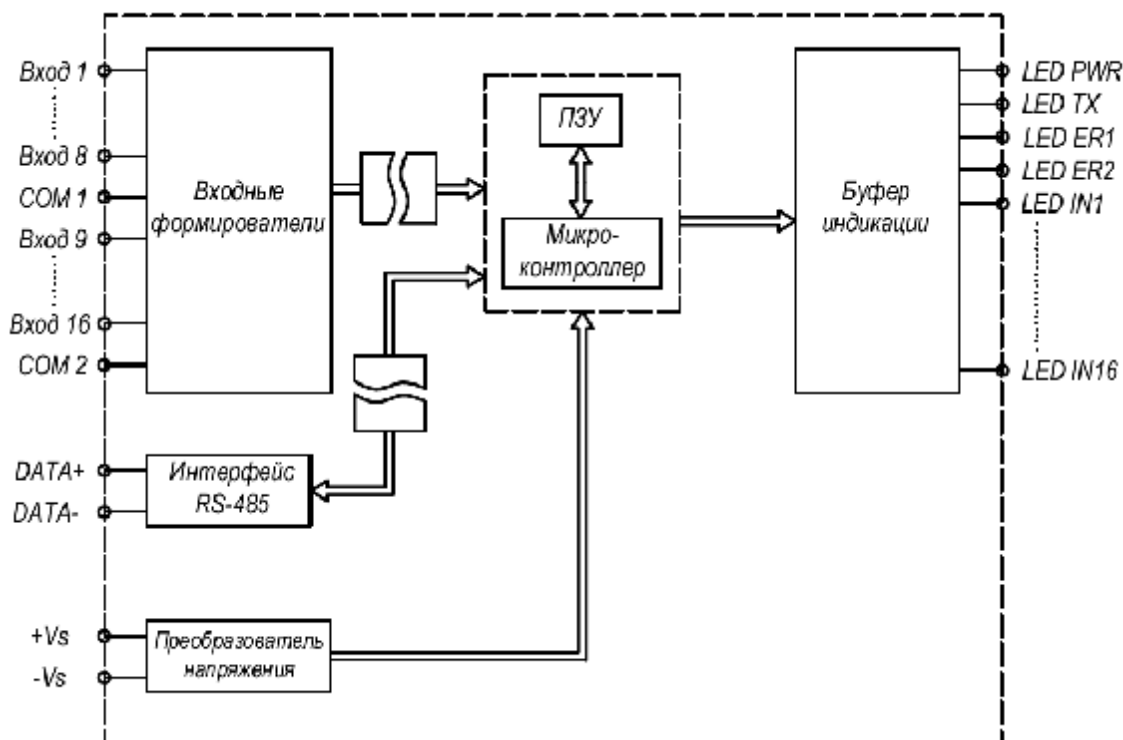 Вход 1
Вход 8
COM 1
Вход 9
Вход 16
COM 2
DATA+
DATA-
+Vs
-Vs
Входные
формирователи
Интерфейс
RS-485
Преобразователь
напряжения
ПЗУ
Микро-
контроллер
Буфер
индикации
LED PWR
LED TX
LED ER1
LED ER2
LED IN1
LED IN16